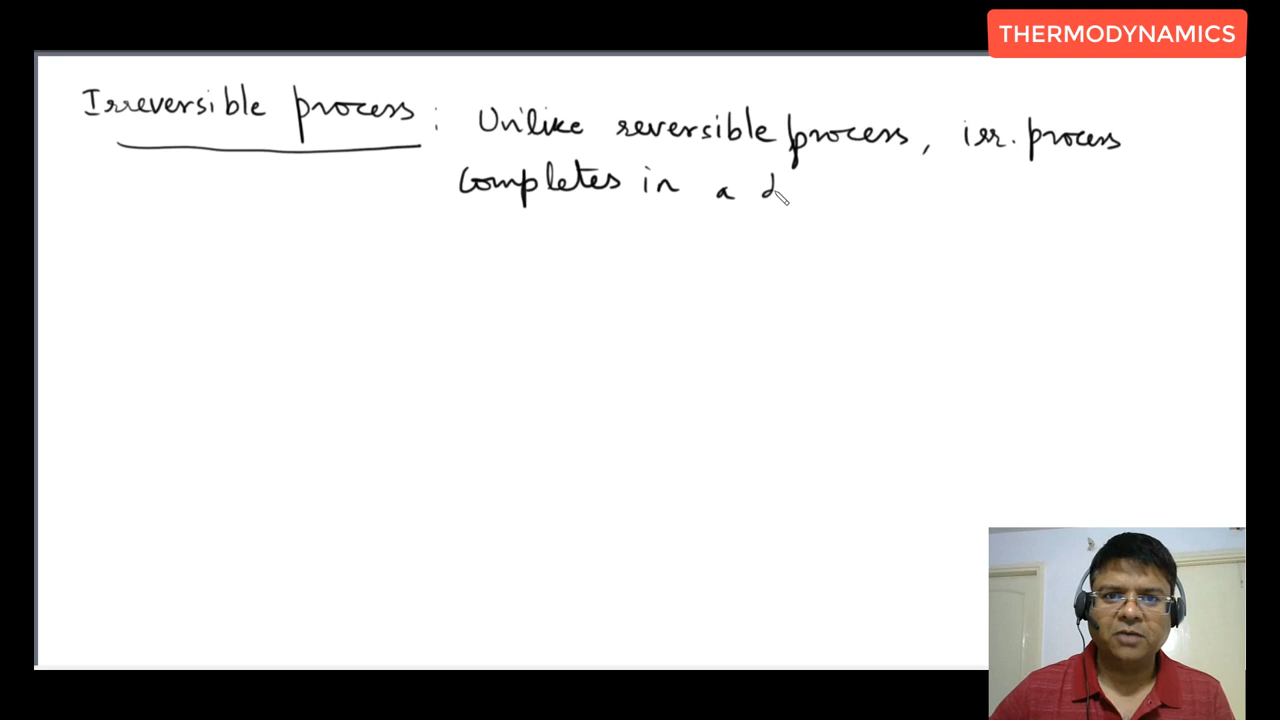 THERMODYNAMICS
Irreversible process : Unlike reversible process, irr. process
completes in a d